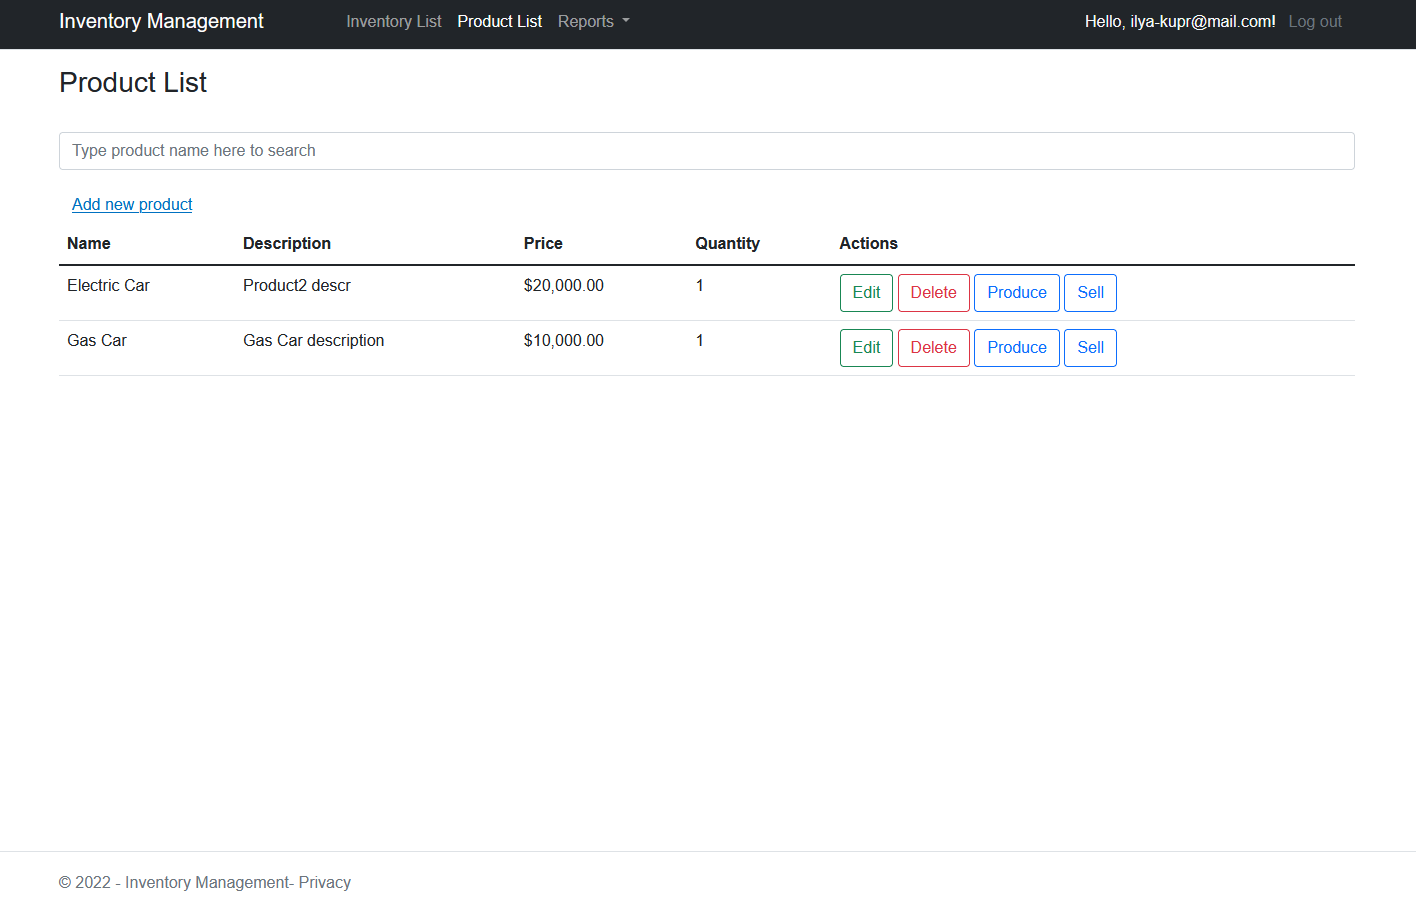 Inventory Management Inventory List Product List Reports Hello, ilya-kupr@mail.com! Log out
Product List
Type product name here to search
Add new product
Name Description Price Quantity Actions
Electric Car Product2 descr $20,000.00 1 Edit Delete Produce Sell
Gas Car Gas Car description $10,000.00 1 Edit Delete Produce Sell
© 2022 - Inventory Management- Privacy